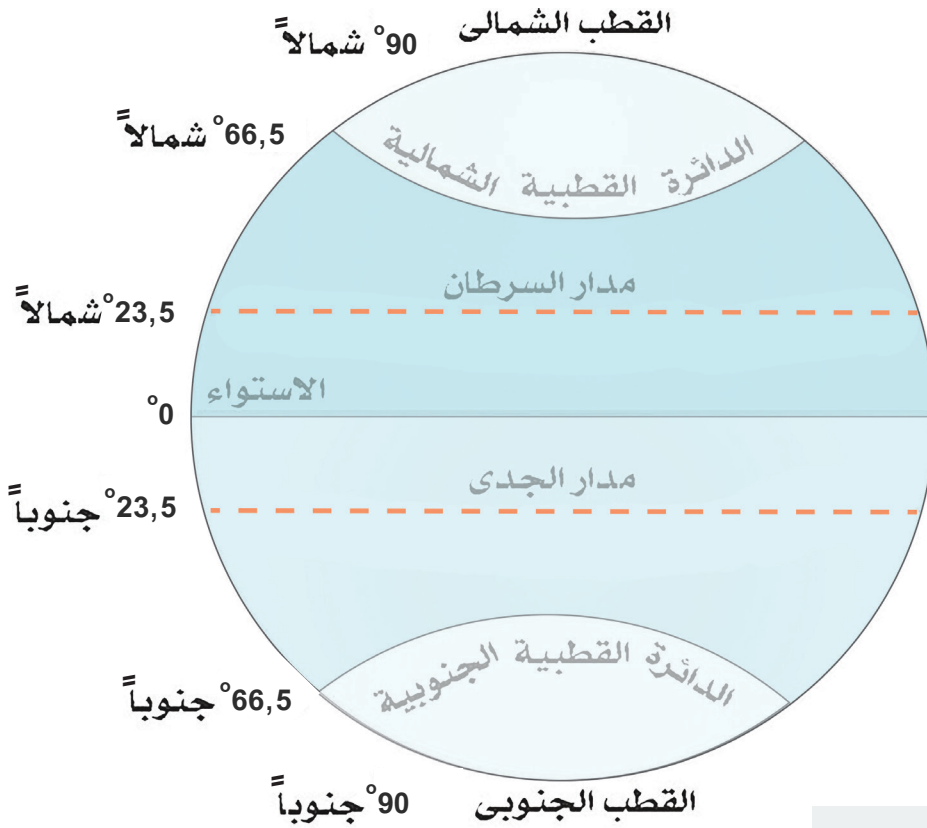 القطب الشمالى
90° شمالاً
66,5° شمالاً
الدائرة القطبية الشمالية
مدار السرطان
23,5° شمالاً
الاستواء
0°
مدار الجدى
23,5° جنوباً
الدائرة القطبية الجنوبية
66,5° جنوباً
القطب الجنوبى
90° جنوباً